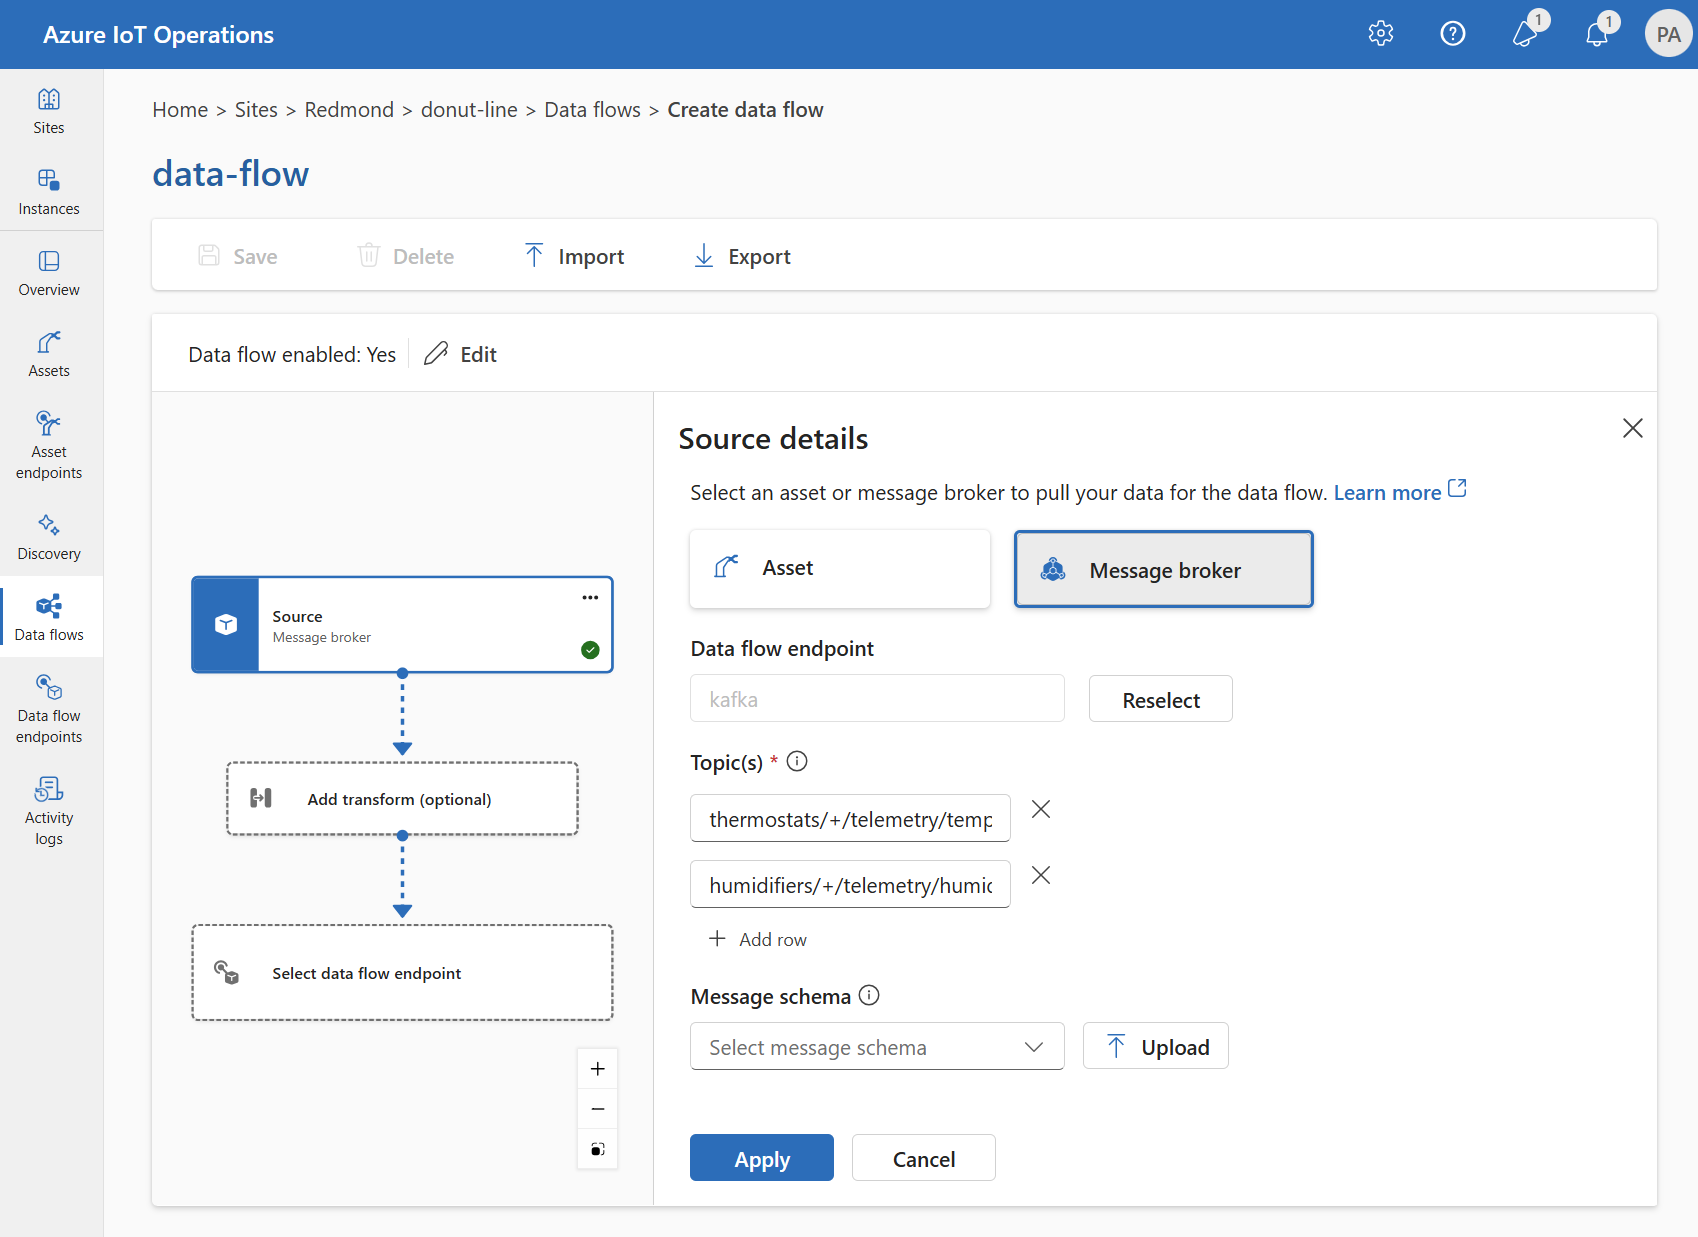 Azure IoT Operations
1
1
PA
Sites
Instances
Overview
Assets
Asset
endpoints
Discovery
Data flows
Data flow
endpoints
Activity
logs
Home > Sites > Redmond > donut-line > Data flows > Create data flow
data-flow
Save
Delete
Import
Export
Data flow enabled: Yes
Edit
Source
Message broker
Add transform (optional)
Select data flow endpoint
Source details
Select an asset or message broker to pull your data for the data flow. Learn more
Asset
Message broker
Data flow endpoint
kafka
Reselect
Topic(s) *
thermostats/+/telemetry/temp
humidifiers/+/telemetry/humic
Add row
Message schema
Select message schema
Upload
Apply
Cancel